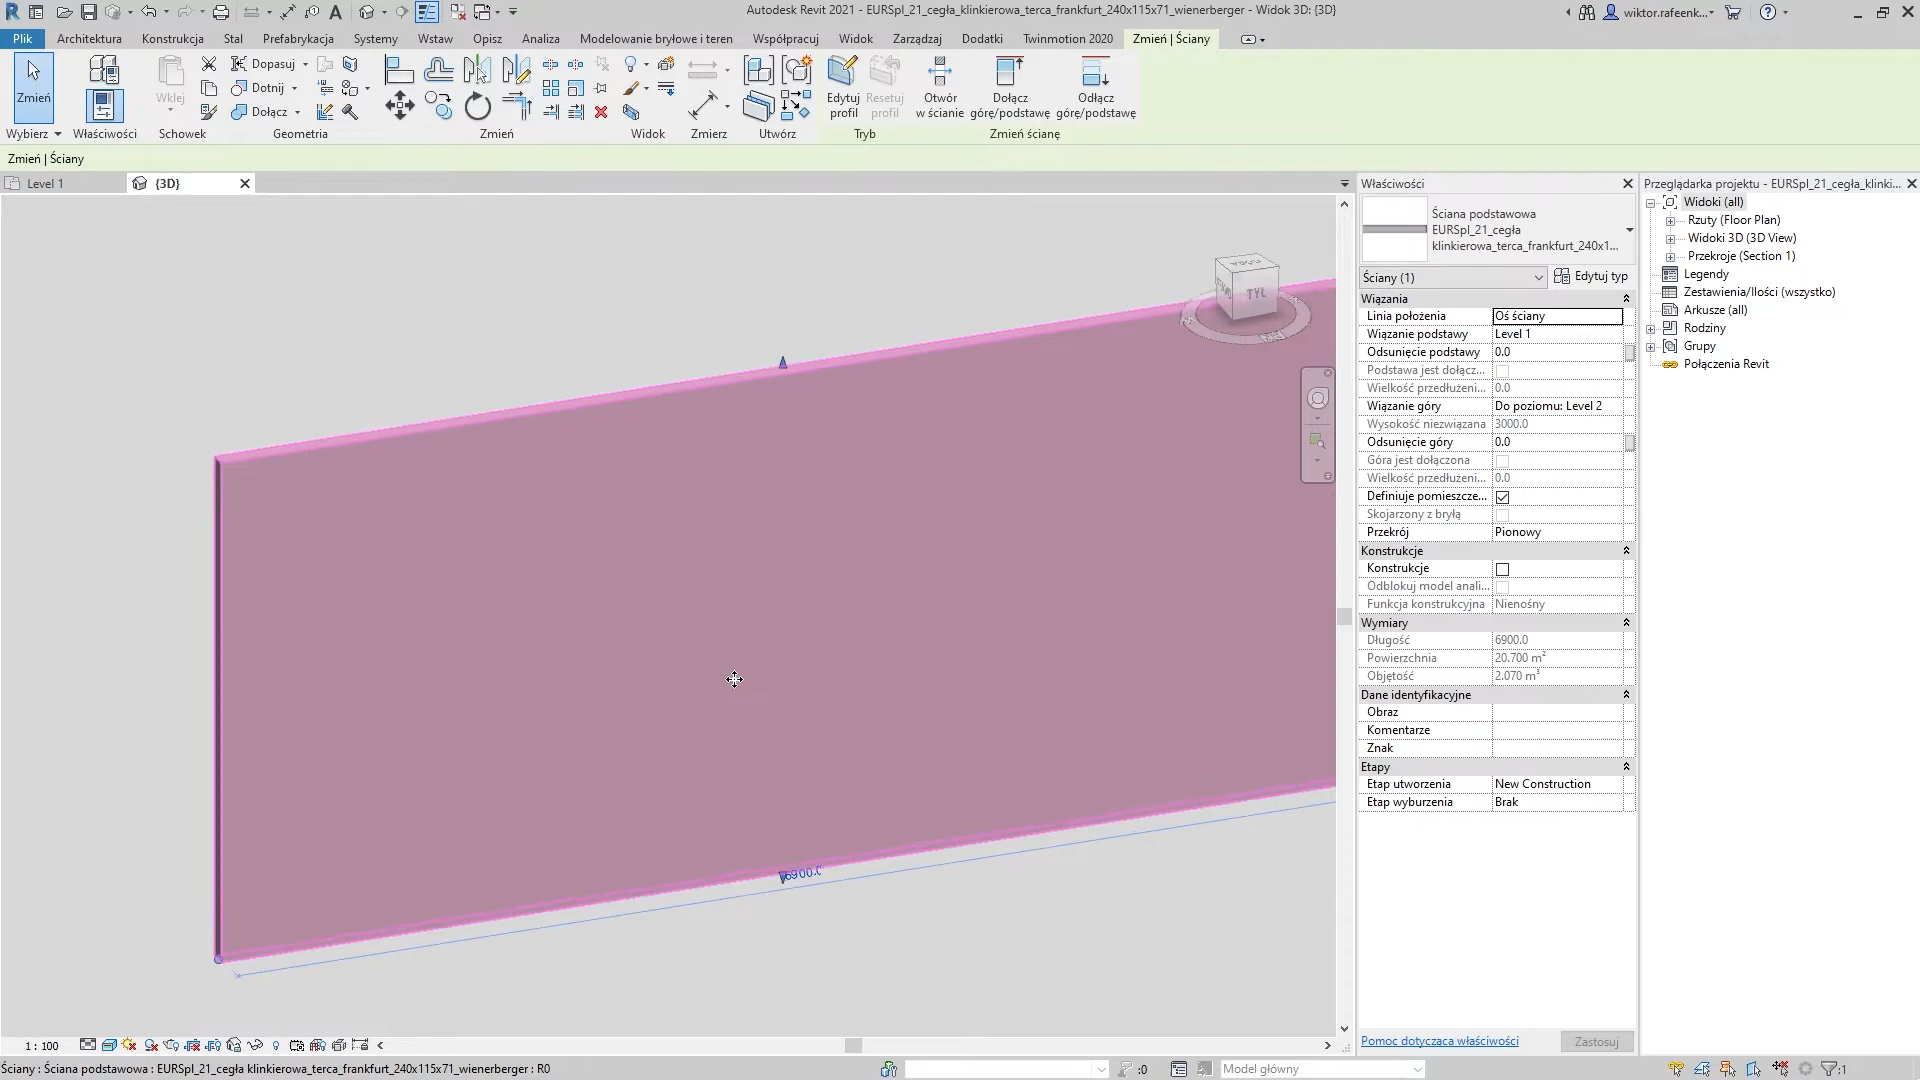 Autodesk Revit 2021 - EURSpl_21_cegła_klinkierowa_terca_frankfurt_240x115x71_wienerberger - Widok 3D: {3D}
wiktor.rafeenk...
Plik Architektura Konstrukcja Stal Prefabrykacja Systemy Wstaw Opisz Analiza Modelowanie bryłowe i teren Współpracuj Widok Zarządzaj Dodatki Twinmotion 2020 Zmień | Ściany
Zmień
Wklej
Dopasuj
Dotnij
Dołącz
Edytuj profil
Resetuj profil
Otwór w ścianie
Dołącz górę/podstawę
Odłącz górę/podstawę
Wybierz Właściwości Schowek Geometria Zmień Widok Zmierz Utwórz Tryb Zmień ścianę
Zmień | Ściany
Level 1
{3D}
TYŁ
6900.0
Właściwości
Ściana podstawowa
EURSpl_21_cegła
klinkierowa_terca_frankfurt_240x1...
Ściany (1)
Edytuj typ
Wiązania
Linia położenia Oś ściany
Wiązanie podstawy Level 1
Odsunięcie podstawy 0.0
Podstawa jest dołącz...
Wielkość przedłużeni... 0.0
Wiązanie góry Do poziomu: Level 2
Wysokość niezwiązana 3000.0
Odsunięcie góry 0.0
Góra jest dołączona
Wielkość przedłużeni... 0.0
Definiuje pomieszcze...
Skojarzony z bryłą
Przekrój Pionowy
Konstrukcje
Konstrukcje
Odblokuj model anali...
Funkcja konstrukcyjna Nienośny
Wymiary
Długość 6900.0
Powierzchnia 20.700 m²
Objętość 2.070 m³
Dane identyfikacyjne
Obraz
Komentarze
Znak
Etapy
Etap utworzenia New Construction
Etap wyburzenia Brak
Pomoc dotycząca właściwości
Zastosuj
Przeglądarka projektu - EURSpl_21_cegła_klinki...
Widoki (all)
Rzuty (Floor Plan)
Widoki 3D (3D View)
Przekroje (Section 1)
Legendy
Zestawienia/Ilości (wszystko)
Arkusze (all)
Rodziny
Grupy
Połączenia Revit
1 : 100
Ściany : Ściana podstawowa : EURSpl_21_cegła klinkierowa_terca_frankfurt_240x115x71_wienerberger : R0
:0
Model główny
:1